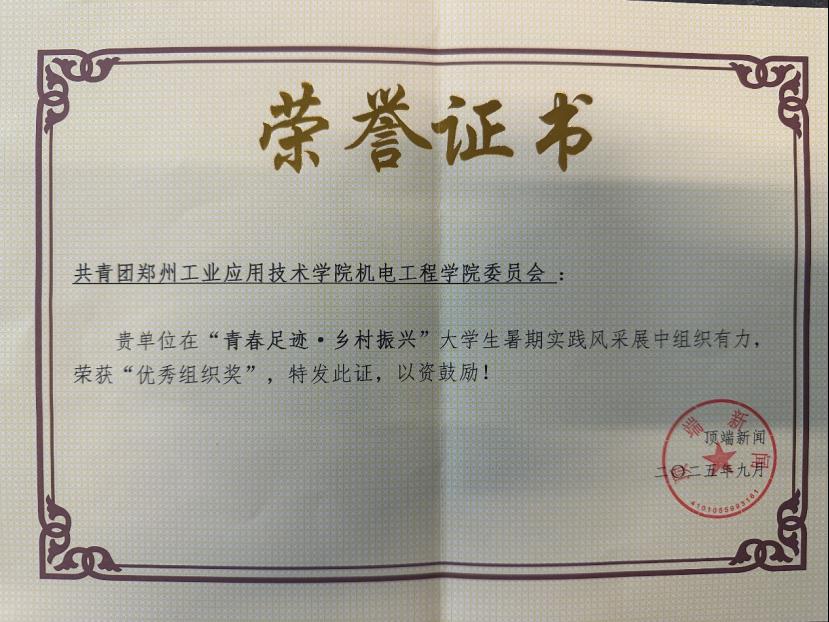 荣誉证书
共青团郑州工业应用技术学院机电工程学院委员会：
贵单位在“青春足迹·乡村振兴”大学生暑期实践风采展中组织有力，
荣获“优秀组织奖”，特发此证，以资鼓励！
顶端新闻
二〇二五年九月
顶端新闻